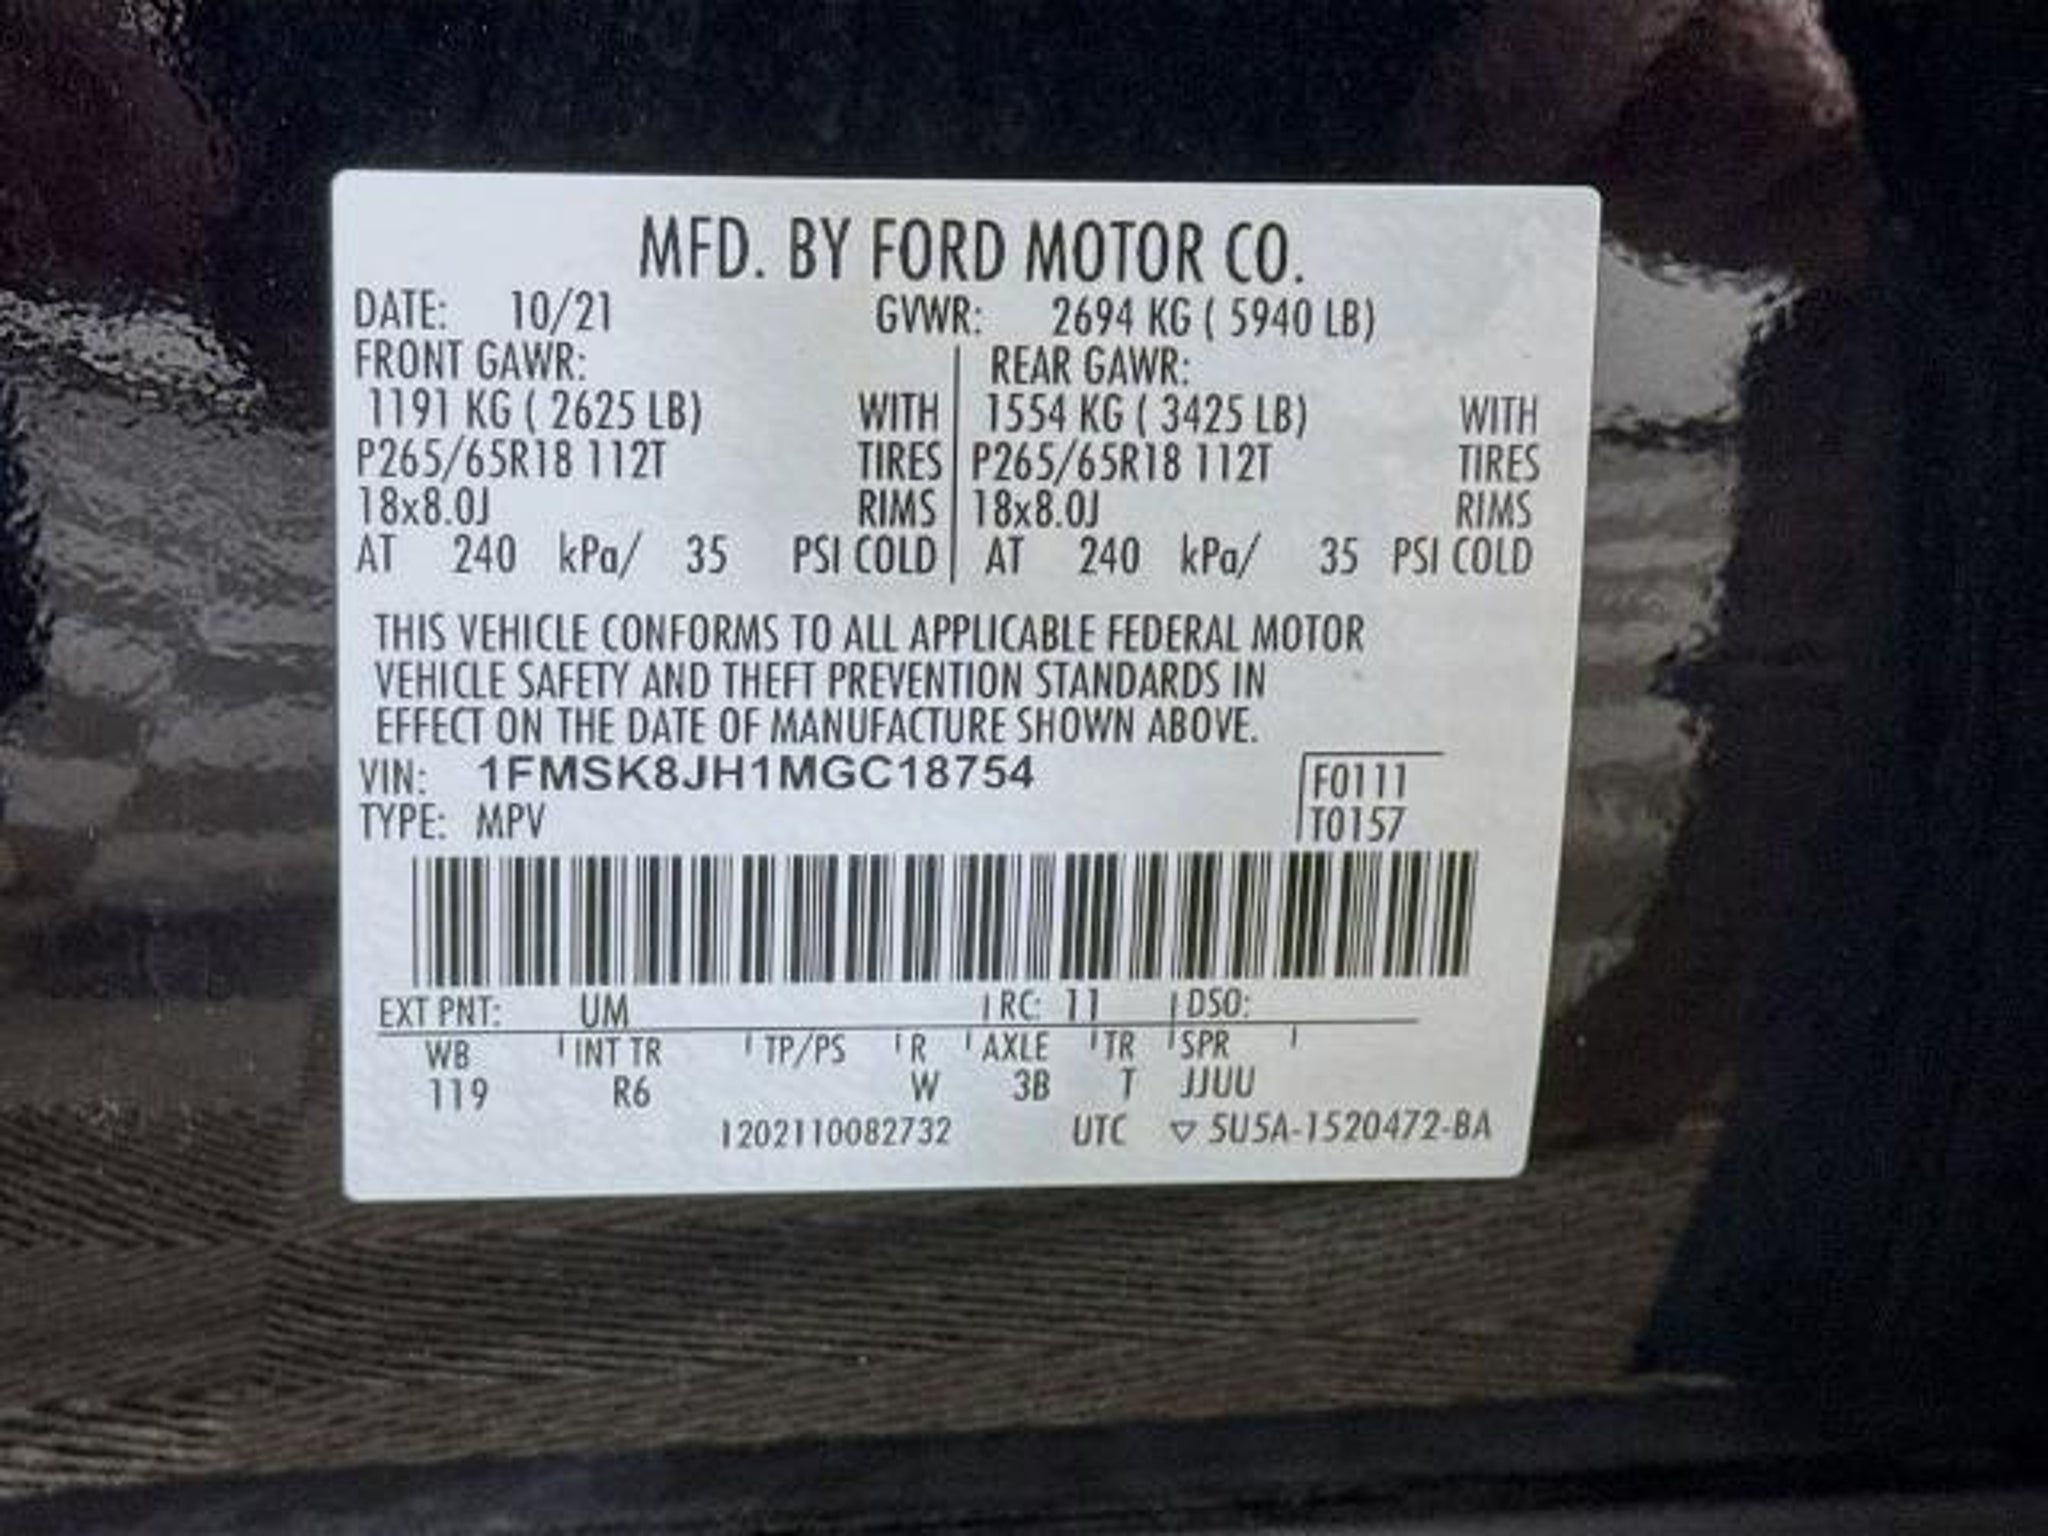 MFD. BY FORD MOTOR CO.
DATE: 10/21 GVWR: 2694 KG ( 5940 LB)
FRONT GAWR: REAR GAWR:
1191 KG ( 2625 LB) WITH 1554 KG ( 3425 LB) WITH
P265/65R18 112T TIRES P265/65R18 112T TIRES
18x8.0J RIMS 18x8.0J RIMS
AT 240 kPa/ 35 PSI COLD AT 240 kPa/ 35 PSI COLD
THIS VEHICLE CONFORMS TO ALL APPLICABLE FEDERAL MOTOR
VEHICLE SAFETY AND THEFT PREVENTION STANDARDS IN
EFFECT ON THE DATE OF MANUFACTURE SHOWN ABOVE.
VIN: 1FMSK8JH1MGC18754 F0111
TYPE: MPV T0157
EXT PNT: UM RC: 11 DSO:
WB INT TR TP/PS R AXLE TR SPR
119 R6 W 3B T JJUU
1202110082732 UTC ▽ 5U5A-1520472-BA